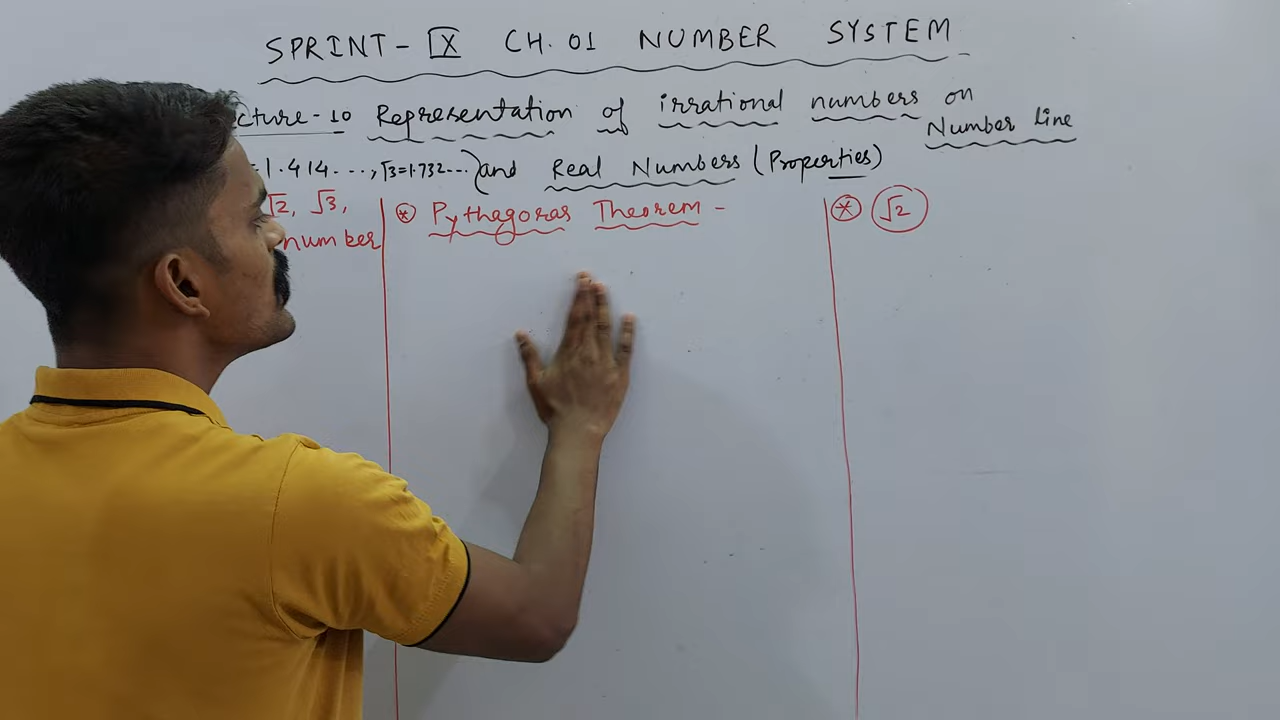 SPRINT-IX CH.01 NUMBER SYSTEM
cture-10 Representation of irrational numbers on
Number line
=1.414...,√3=1.732...) and Real Numbers (Properties)
√2, √3,
number
* Pythagoras Theorem -
* √2